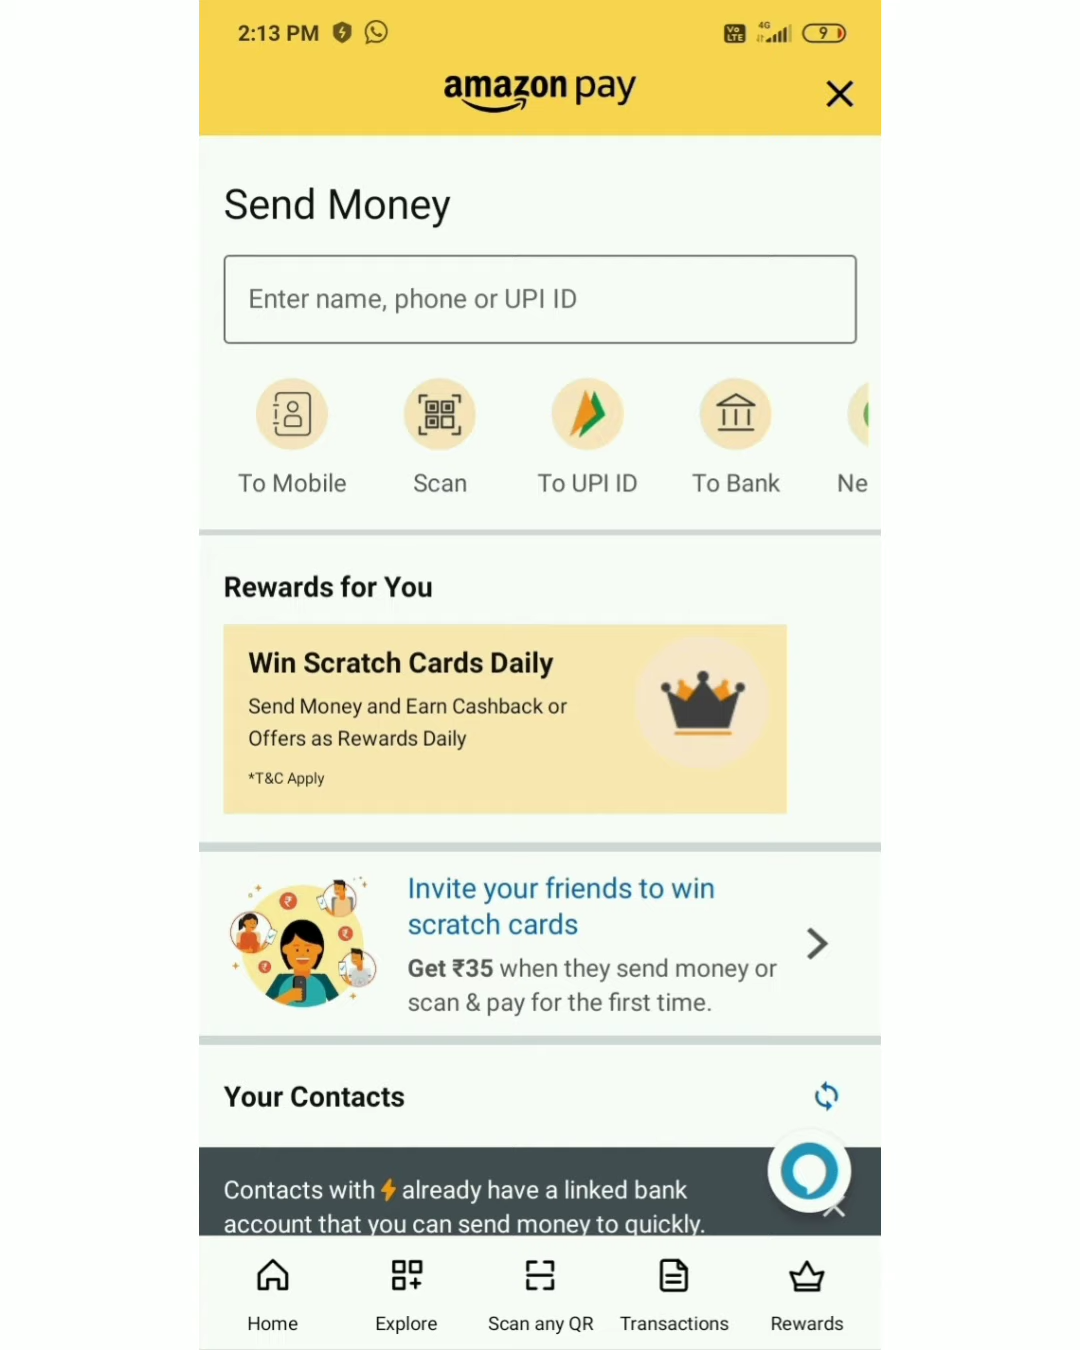 2:13 PM
Vo LTE 4G 9
amazon pay
Send Money
Enter name, phone or UPI ID
To Mobile Scan To UPI ID To Bank Ne
Rewards for You
Win Scratch Cards Daily
Send Money and Earn Cashback or
Offers as Rewards Daily
*T&C Apply
Invite your friends to win
scratch cards
Get ₹35 when they send money or
scan & pay for the first time.
Your Contacts
Contacts with⚡already have a linked bank
account that you can send money to quickly.
Home Explore Scan any QR Transactions Rewards